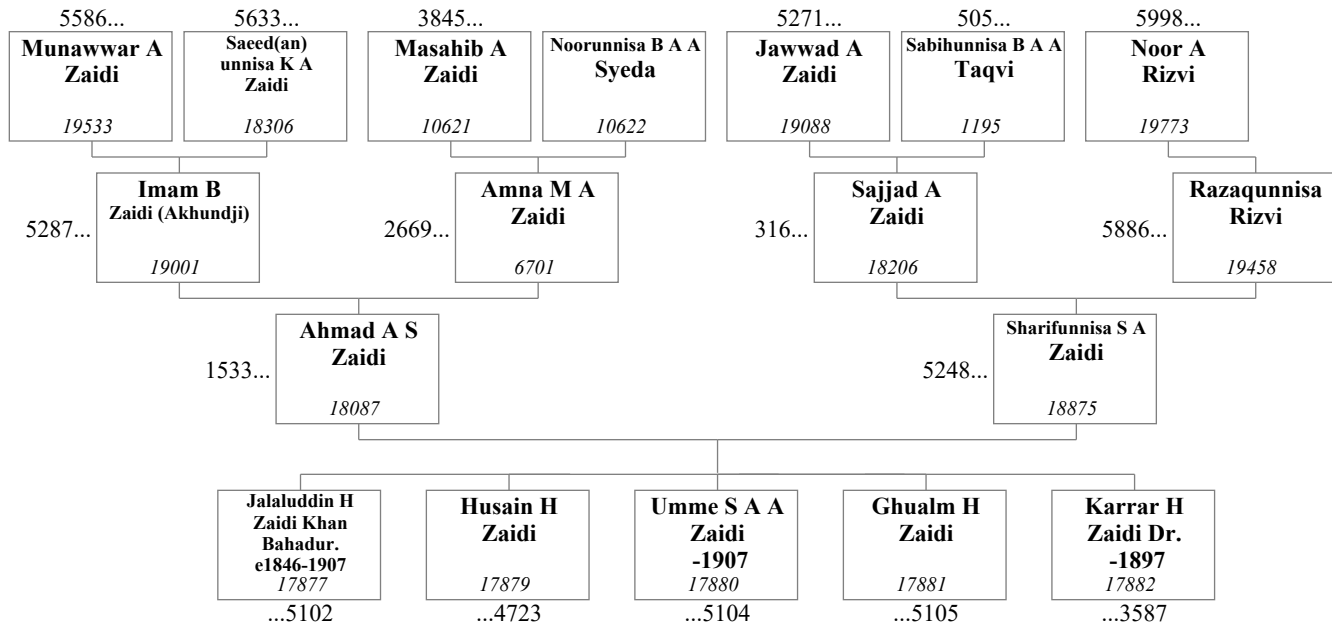 5586...
5633...
3845...
5271...
505...
5998...
Munawwar A
Zaidi
19533
Saeed(an)
unnisa K A
Zaidi
18306
Masahib A
Zaidi
10621
Noorunnisa B A A
Syeda
10622
Jawwad A
Zaidi
19088
Sabihunnisa B A A
Taqvi
1195
Noor A
Rizvi
19773
5287...
Imam B
Zaidi (Akhundji)
19001
2669...
Amna M A
Zaidi
6701
316...
Sajjad A
Zaidi
18206
5886...
Razaqunnisa
Rizvi
19458
1533...
Ahmad A S
Zaidi
18087
5248...
Sharifunnisa S A
Zaidi
18875
Jalaluddin H
Zaidi Khan
Bahadur.
e1846-1907
17877
...5102
Husain H
Zaidi
17879
...4723
Umme S A A
Zaidi
-1907
17880
...5104
Ghualm H
Zaidi
17881
...5105
Karrar H
Zaidi Dr.
-1897
17882
...3587